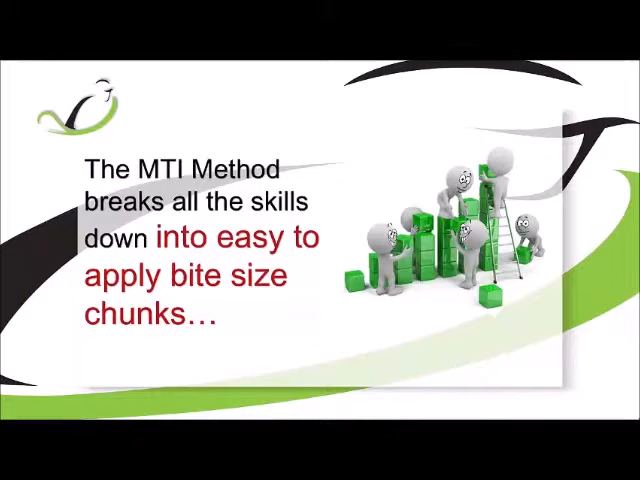 The MTI Method
breaks all the skills
down into easy to
apply bite size
chunks...